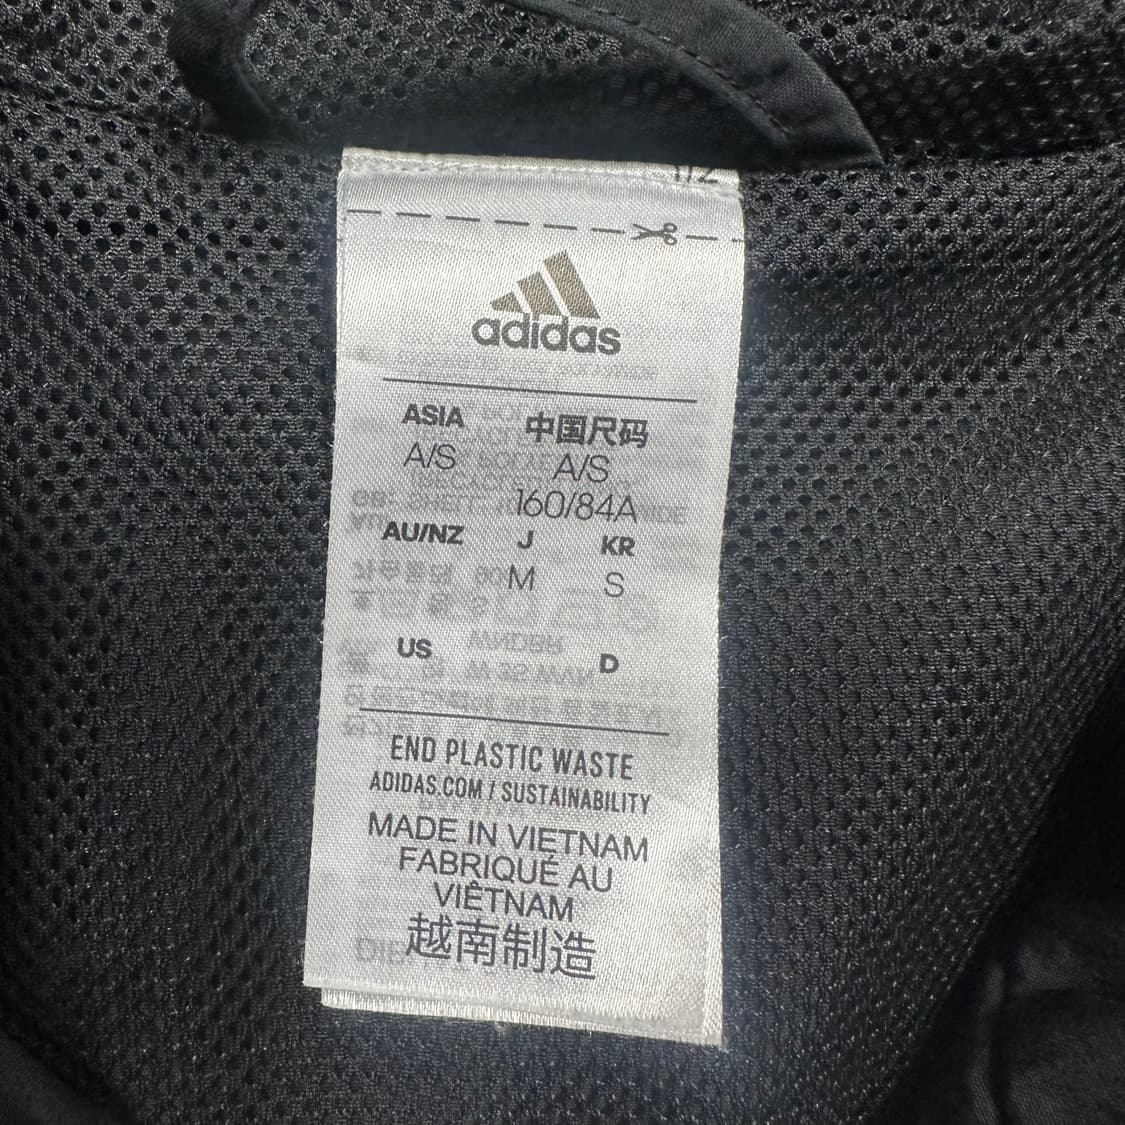 1/2
adidas
ASIA 中国尺码
A/S A/S
160/84A
AU/NZ J KR
M S
US D
END PLASTIC WASTE
ADIDAS.COM / SUSTAINABILITY
MADE IN VIETNAM
FABRIQUÉ AU
VIÊTNAM
越南制造